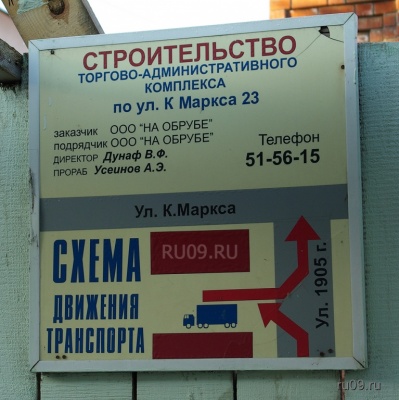 СТРОИТЕЛЬСТВО
ТОРГОВО-АДМИНИСТРАТИВНОГО
КОМПЛЕКСА
по ул. К Маркса 23
заказчик ООО "НА ОБРУБЕ"
подрядчик ООО "НА ОБРУБЕ"
ДИРЕКТОР Дунаф В.Ф.
ПРОРАБ Усеинов А.Э.
Телефон
51-56-15
Ул. К.Маркса
RU09.RU
СХЕМА
ДВИЖЕНИЯ
ТРАНСПОРТА
Ул. 1905 г.
ru09.ru